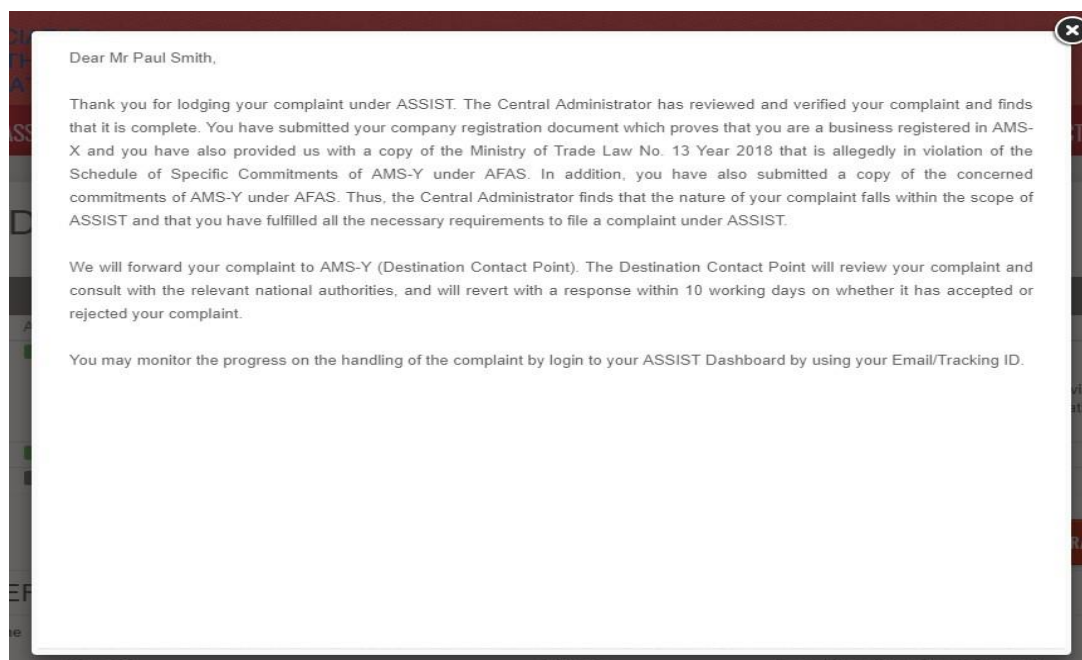 Dear Mr Paul Smith,
Thank you for lodging your complaint under ASSIST. The Central Administrator has reviewed and verified your complaint and finds
that it is complete. You have submitted your company registration document which proves that you are a business registered in AMS-
X and you have also provided us with a copy of the Ministry of Trade Law No. 13 Year 2018 that is allegedly in violation of the
Schedule of Specific Commitments of AMS-Y under AFAS. In addition, you have also submitted a copy of the concerned
commitments of AMS-Y under AFAS. Thus, the Central Administrator finds that the nature of your complaint falls within the scope of
ASSIST and that you have fulfilled all the necessary requirements to file a complaint under ASSIST.
We will forward your complaint to AMS-Y (Destination Contact Point). The Destination Contact Point will review your complaint and
consult with the relevant national authorities, and will revert with a response within 10 working days on whether it has accepted or
rejected your complaint.
You may monitor the progress on the handling of the complaint by login to your ASSIST Dashboard by using your Email/Tracking ID.